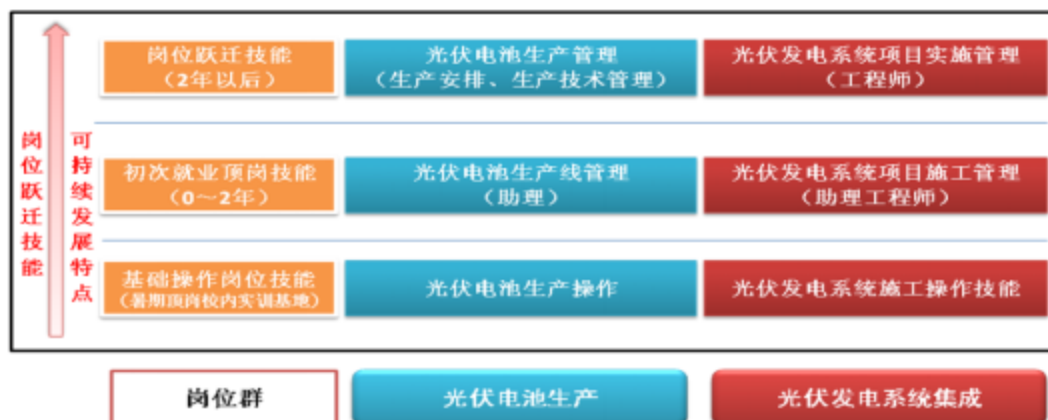 岗位跃迁技能
（2年以后）
光伏电池生产管理
（生产安排、生产技术管理）
光伏发电系统项目实施管理
（工程师）
岗位跃迁技能
可持续发展特点
初次就业顶岗技能
（0～2年）
光伏电池生产线管理
（助理）
光伏发电系统项目施工管理
（助理工程师）
基础操作岗位技能
（暑期顶岗校内实训基地）
光伏电池生产操作
光伏发电系统施工操作技能
岗位群
光伏电池生产
光伏发电系统集成